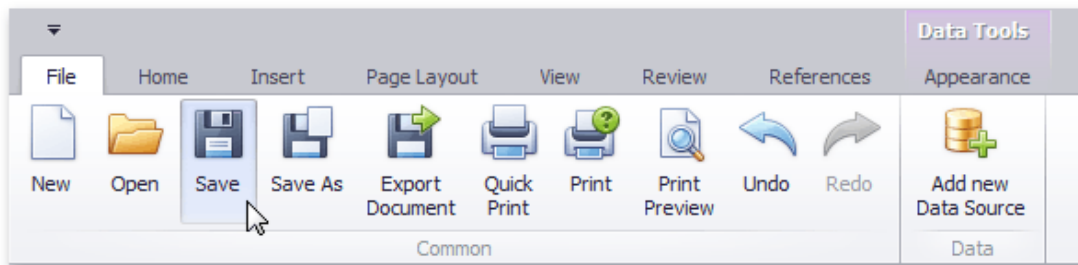 Data Tools
File Home Insert Page Layout View Review References Appearance
New Open Save Save As Export Document Quick Print Print Print Preview Undo Redo Add new Data Source
Common Data